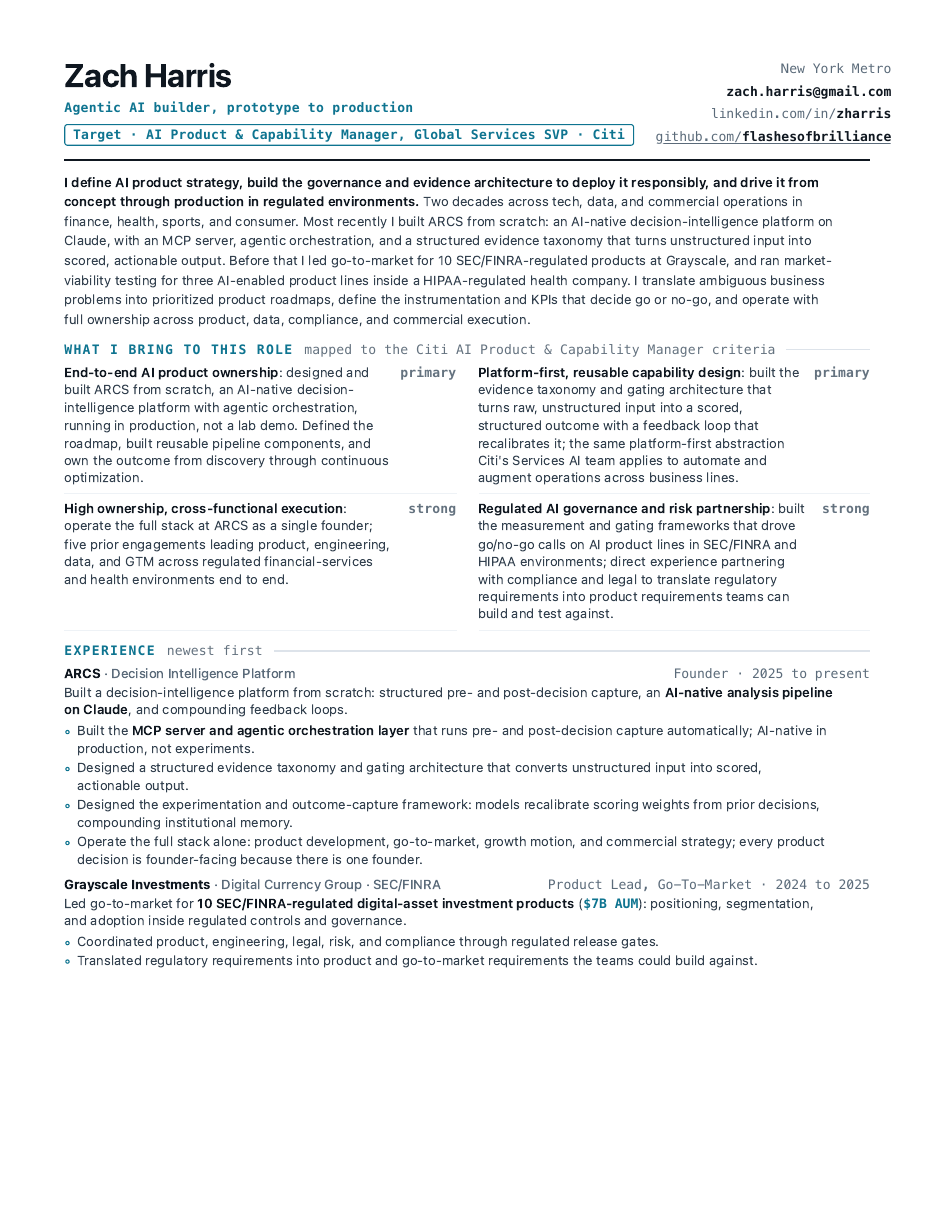 Zach Harris
Agentic AI builder, prototype to production
Target · AI Product & Capability Manager, Global Services SVP · Citi
New York Metro
zach.harris@gmail.com
linkedin.com/in/zharris
github.com/flashesofbrilliance
I define AI product strategy, build the governance and evidence architecture to deploy it responsibly, and drive it from
concept through production in regulated environments. Two decades across tech, data, and commercial operations in
finance, health, sports, and consumer. Most recently I built ARCS from scratch: an AI-native decision-intelligence platform on
Claude, with an MCP server, agentic orchestration, and a structured evidence taxonomy that turns unstructured input into
scored, actionable output. Before that I led go-to-market for 10 SEC/FINRA-regulated products at Grayscale, and ran market-
viability testing for three AI-enabled product lines inside a HIPAA-regulated health company. I translate ambiguous business
problems into prioritized product roadmaps, define the instrumentation and KPIs that decide go or no-go, and operate with
full ownership across product, data, compliance, and commercial execution.
WHAT I BRING TO THIS ROLE mapped to the Citi AI Product & Capability Manager criteria
End-to-end AI product ownership: designed and primary
built ARCS from scratch, an AI-native decision-
intelligence platform with agentic orchestration,
running in production, not a lab demo. Defined the
roadmap, built reusable pipeline components, and
own the outcome from discovery through continuous
optimization.
Platform-first, reusable capability design: built the primary
evidence taxonomy and gating architecture that
turns raw, unstructured input into a scored,
structured outcome with a feedback loop that
recalibrates it; the same platform-first abstraction
Citi's Services AI team applies to automate and
augment operations across business lines.
High ownership, cross-functional execution: strong
operate the full stack at ARCS as a single founder;
five prior engagements leading product, engineering,
data, and GTM across regulated financial-services
and health environments end to end.
Regulated AI governance and risk partnership: built strong
the measurement and gating frameworks that drove
go/no-go calls on AI product lines in SEC/FINRA and
HIPAA environments; direct experience partnering
with compliance and legal to translate regulatory
requirements into product requirements teams can
build and test against.
EXPERIENCE newest first
ARCS · Decision Intelligence Platform Founder · 2025 to present
Built a decision-intelligence platform from scratch: structured pre- and post-decision capture, an AI-native analysis pipeline
on Claude, and compounding feedback loops.
Built the MCP server and agentic orchestration layer that runs pre- and post-decision capture automatically; AI-native in
production, not experiments.
Designed a structured evidence taxonomy and gating architecture that converts unstructured input into scored,
actionable output.
Designed the experimentation and outcome-capture framework: models recalibrate scoring weights from prior decisions,
compounding institutional memory.
Operate the full stack alone: product development, go-to-market, growth motion, and commercial strategy; every product
decision is founder-facing because there is one founder.
Grayscale Investments · Digital Currency Group · SEC/FINRA Product Lead, Go-To-Market · 2024 to 2025
Led go-to-market for 10 SEC/FINRA-regulated digital-asset investment products ($7B AUM): positioning, segmentation,
and adoption inside regulated controls and governance.
Coordinated product, engineering, legal, risk, and compliance through regulated release gates.
Translated regulatory requirements into product and go-to-market requirements the teams could build against.